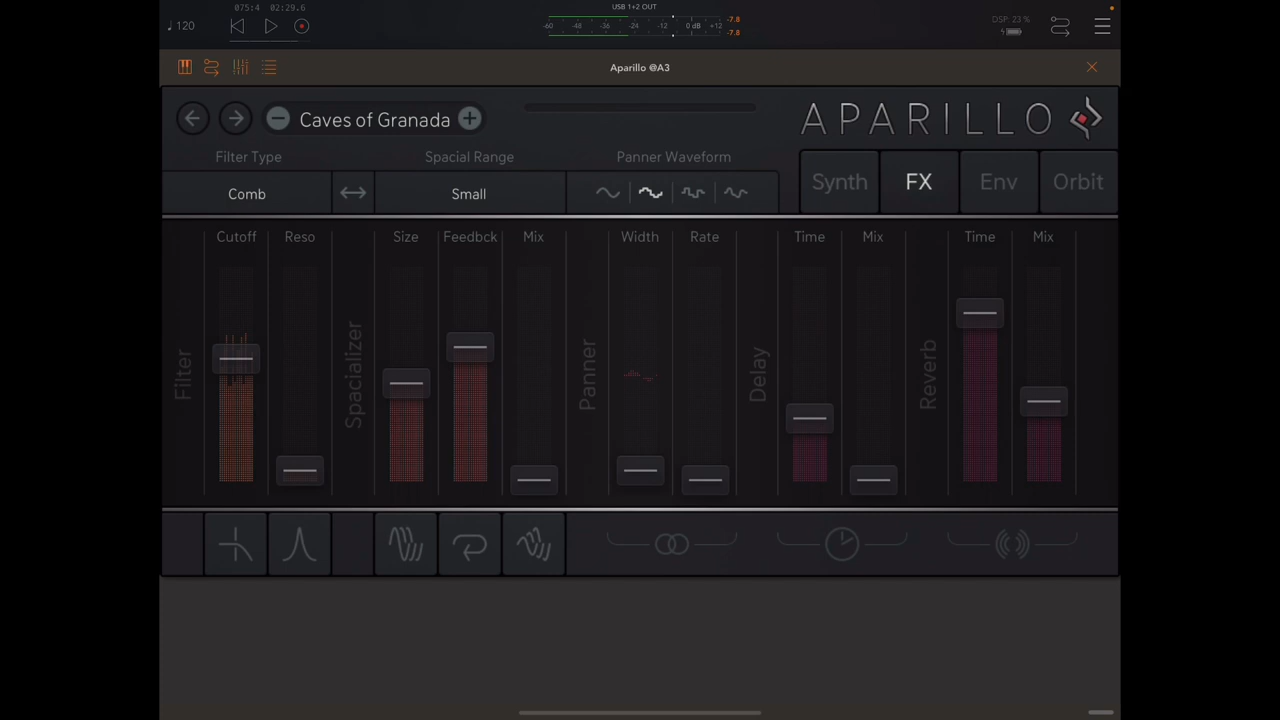 075:4 02:29.6
USB 1+2 OUT
♩ 120
-60 -48 -36 -24 -12 0 dB +12
-7.8
-7.8
DSP: 23 %
Aparillo @A3
Caves of Granada
APARILLO
Filter Type
Spacial Range
Panner Waveform
Comb
Small
Synth
FX
Env
Orbit
Filter
Cutoff
Reso
Spacializer
Size
Feedbck
Mix
Panner
Width
Rate
Delay
Time
Mix
Reverb
Time
Mix